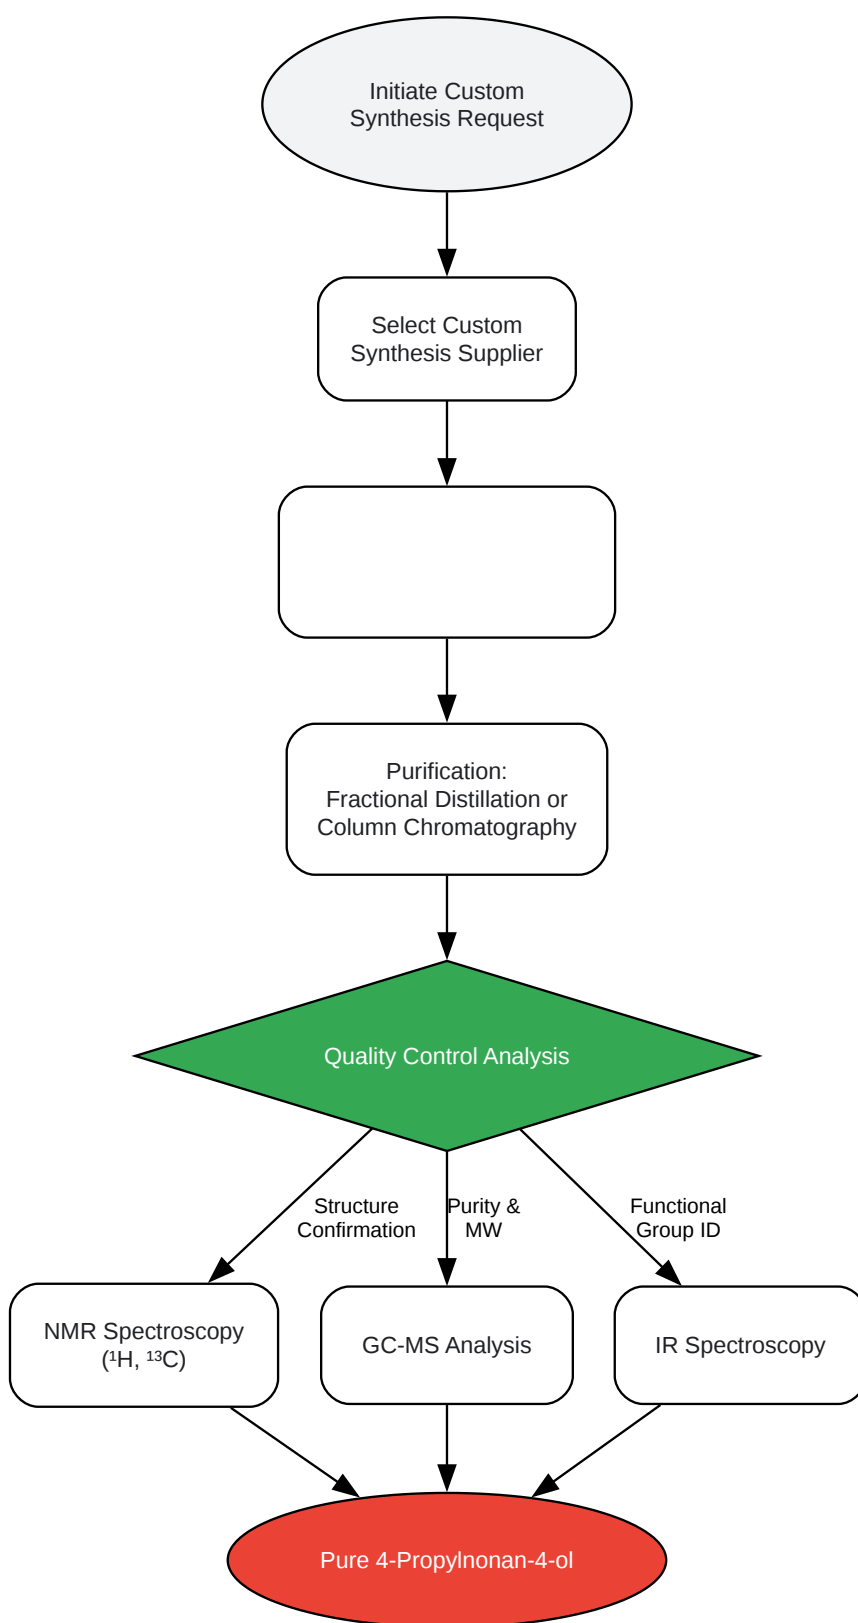 Initiate Custom
Synthesis Request
Select Custom
Synthesis Supplier
Purification:
Fractional Distillation or
Column Chromatography
Quality Control Analysis
Structure
Confirmation
Purity &
MW
Functional
Group ID
NMR Spectroscopy
(¹H, ¹³C)
GC-MS Analysis
IR Spectroscopy
Pure 4-Propylnonan-4-ol